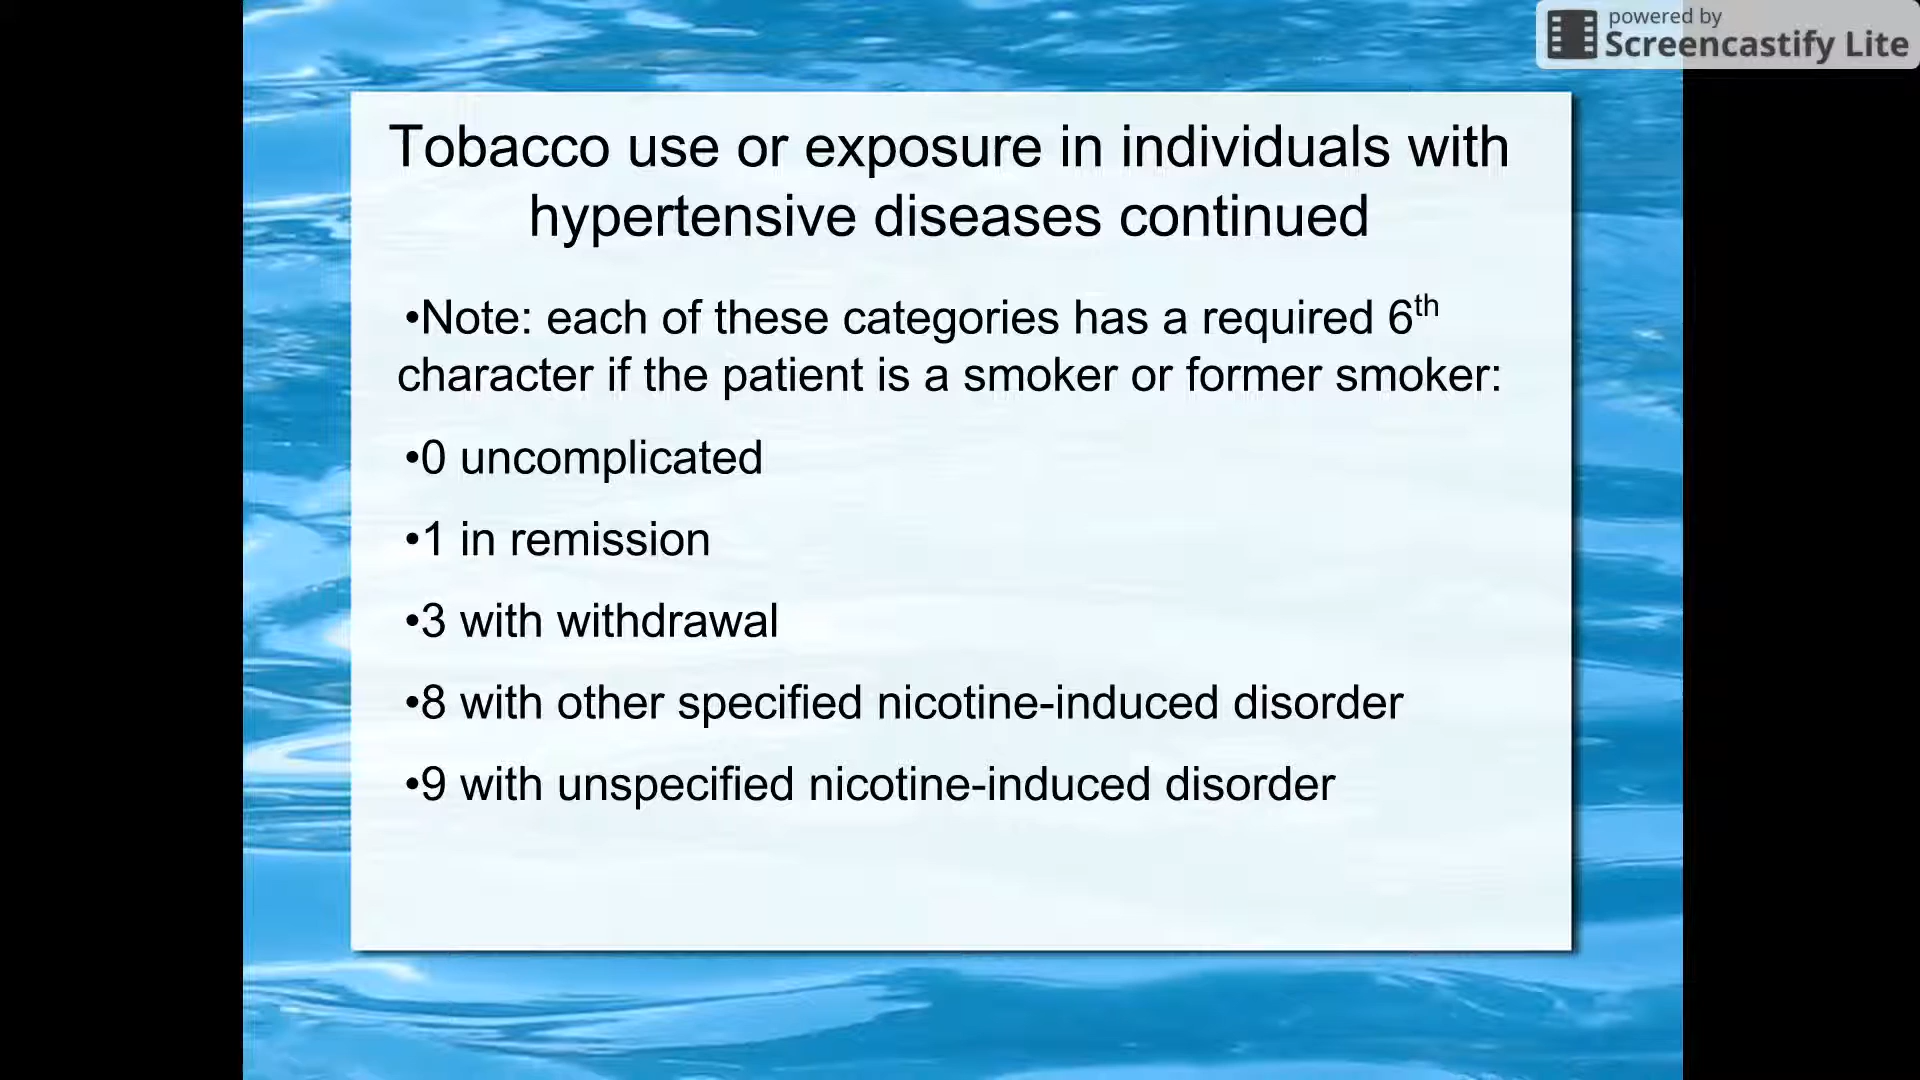 powered by
Screencastify Lite
Tobacco use or exposure in individuals with
hypertensive diseases continued
•Note: each of these categories has a required 6th
character if the patient is a smoker or former smoker:
•0 uncomplicated
•1 in remission
•3 with withdrawal
•8 with other specified nicotine-induced disorder
•9 with unspecified nicotine-induced disorder